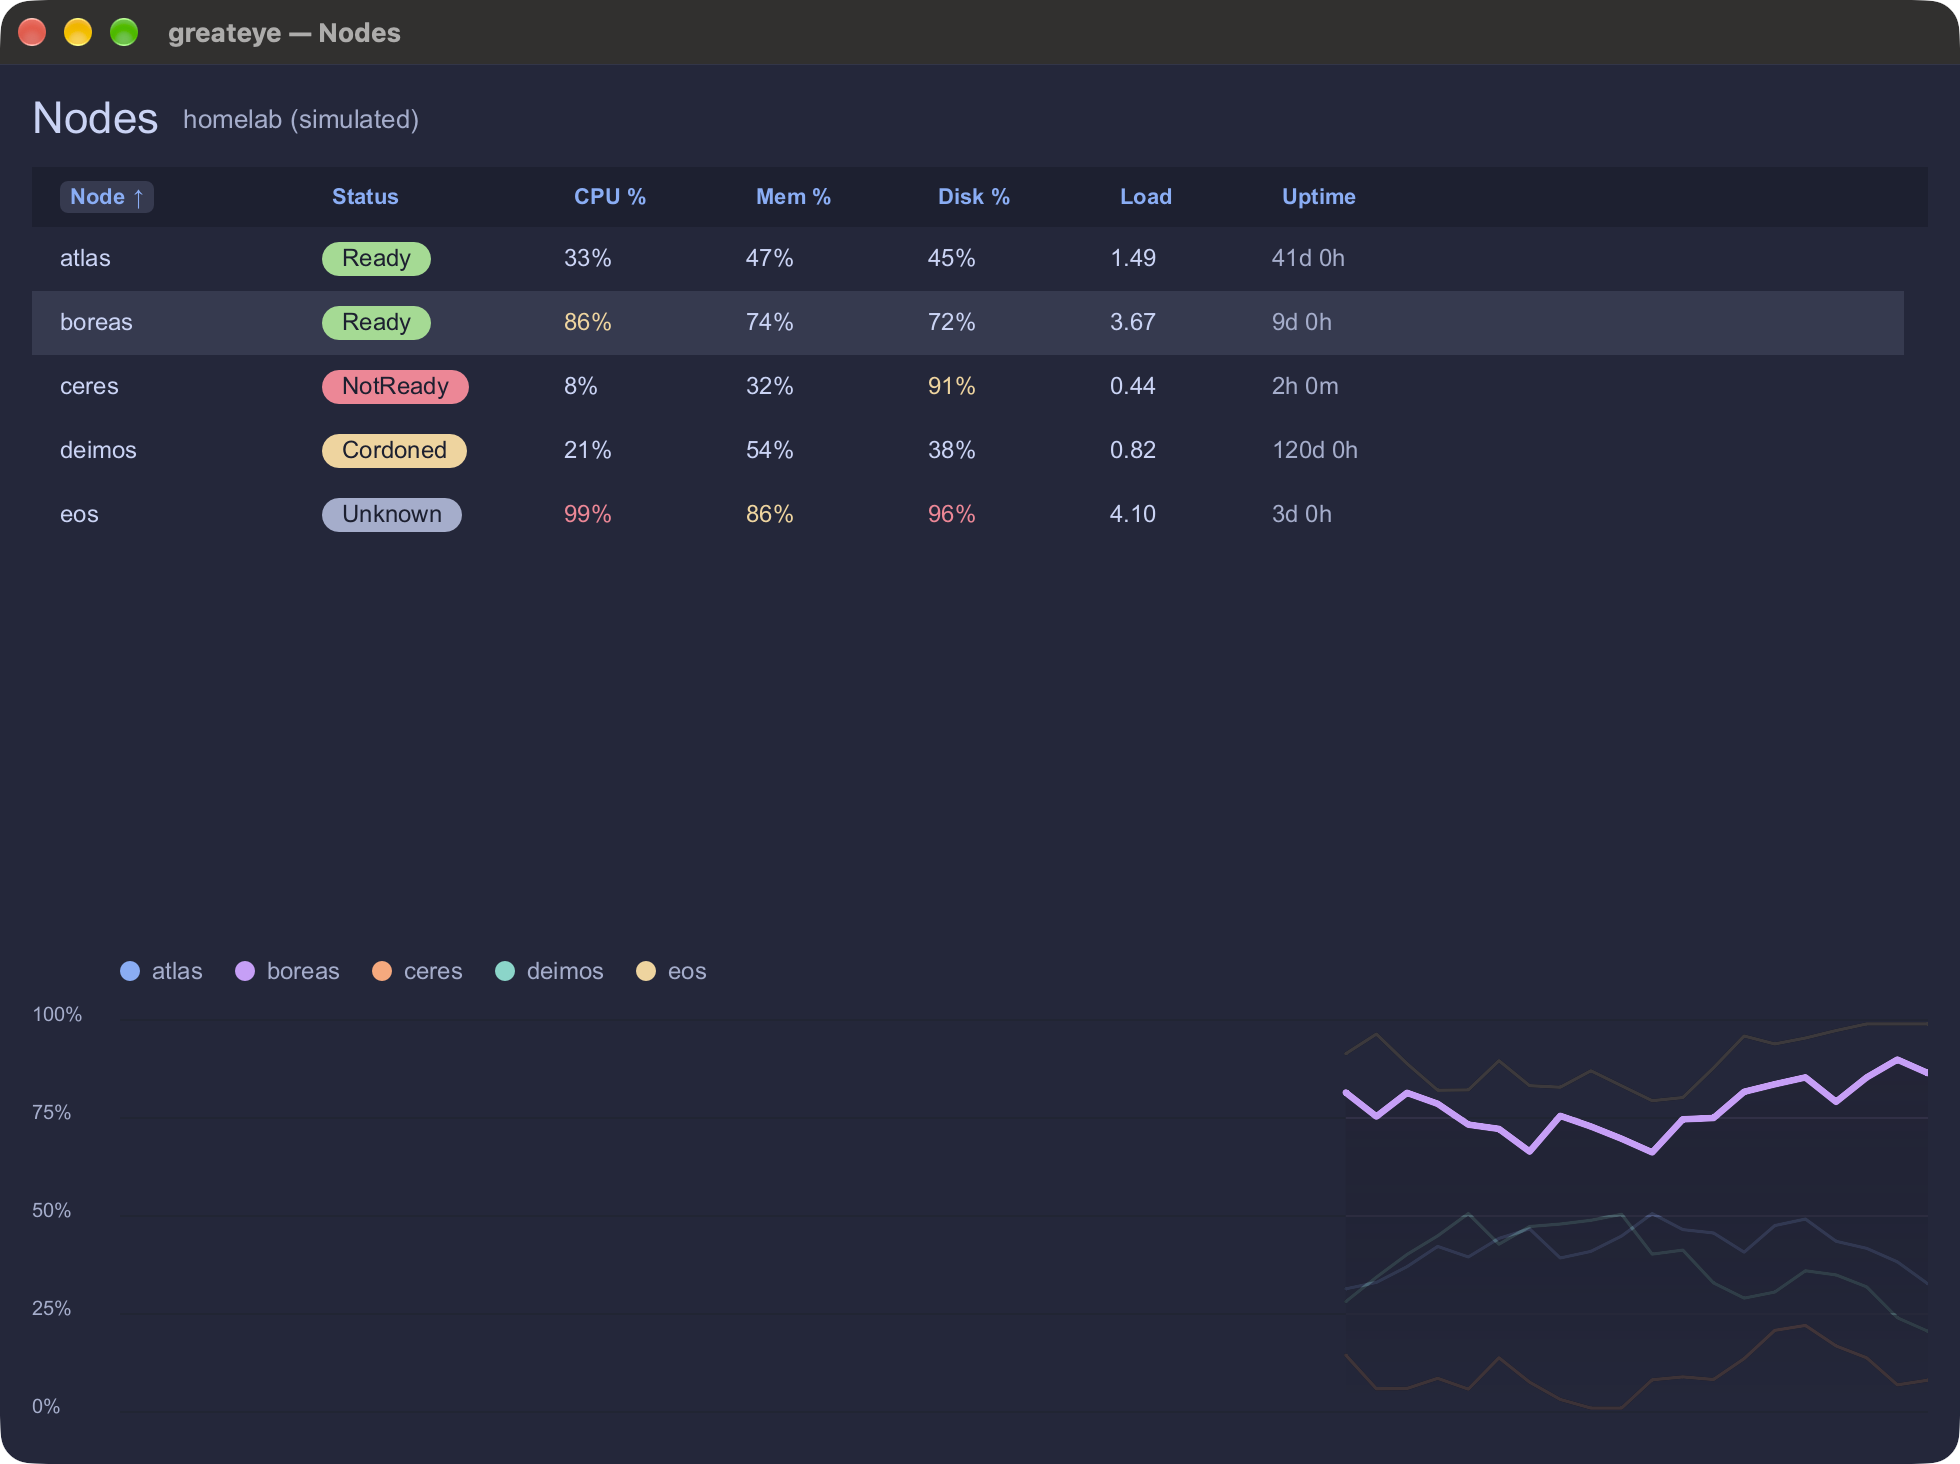 greateye — Nodes
Nodes homelab (simulated)
Node ↑ Status CPU % Mem % Disk % Load Uptime
atlas Ready 33% 47% 45% 1.49 41d 0h
boreas Ready 86% 74% 72% 3.67 9d 0h
ceres NotReady 8% 32% 91% 0.44 2h 0m
deimos Cordoned 21% 54% 38% 0.82 120d 0h
eos Unknown 99% 86% 96% 4.10 3d 0h
atlas boreas ceres deimos eos
100%
75%
50%
25%
0%